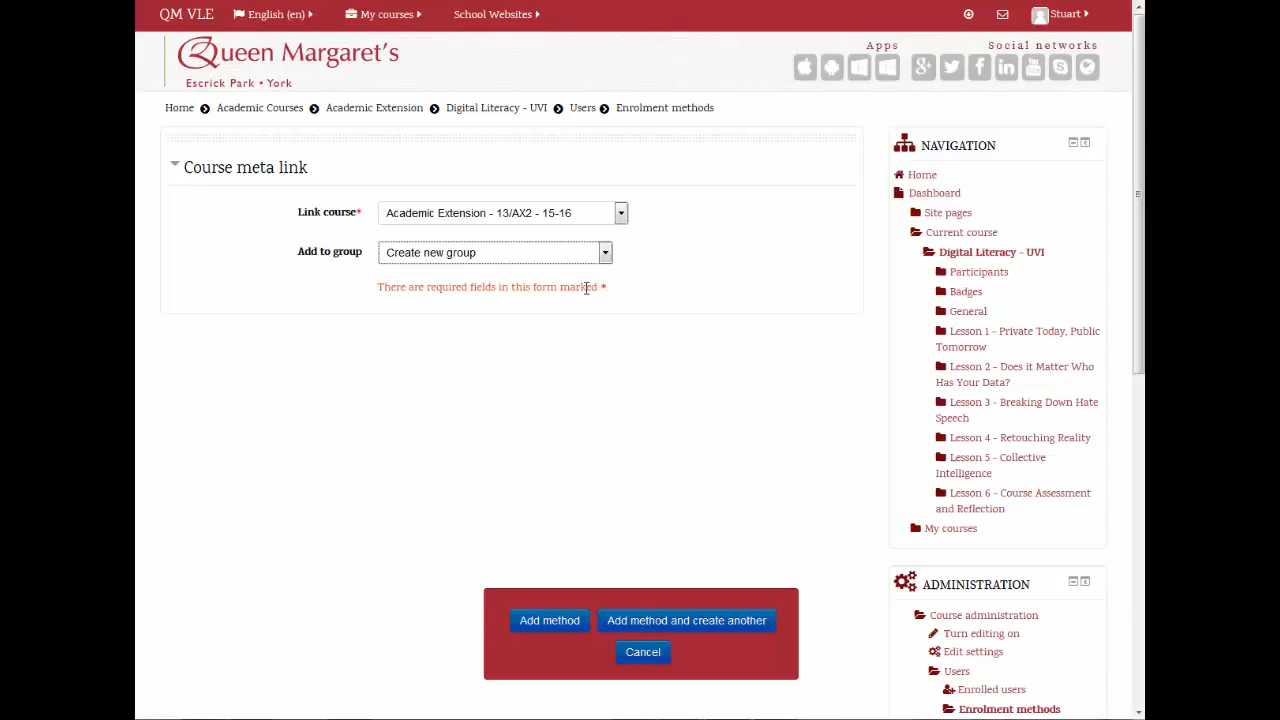 QM VLE English (en) My courses School Websites Stuart
Queen Margaret's
Escrick Park • York
Apps Social networks
Home Academic Courses Academic Extension Digital Literacy - UVI Users Enrolment methods
Course meta link
Link course* Academic Extension - 13/AX2 - 15-16
Add to group Create new group
There are required fields in this form marked *
Add method Add method and create another
Cancel
NAVIGATION
Home
Dashboard
Site pages
Current course
Digital Literacy - UVI
Participants
Badges
General
Lesson 1 - Private Today, Public
Tomorrow
Lesson 2 - Does it Matter Who
Has Your Data?
Lesson 3 - Breaking Down Hate
Speech
Lesson 4 - Retouching Reality
Lesson 5 - Collective
Intelligence
Lesson 6 - Course Assessment
and Reflection
My courses
ADMINISTRATION
Course administration
Turn editing on
Edit settings
Users
Enrolled users
Enrolment methods